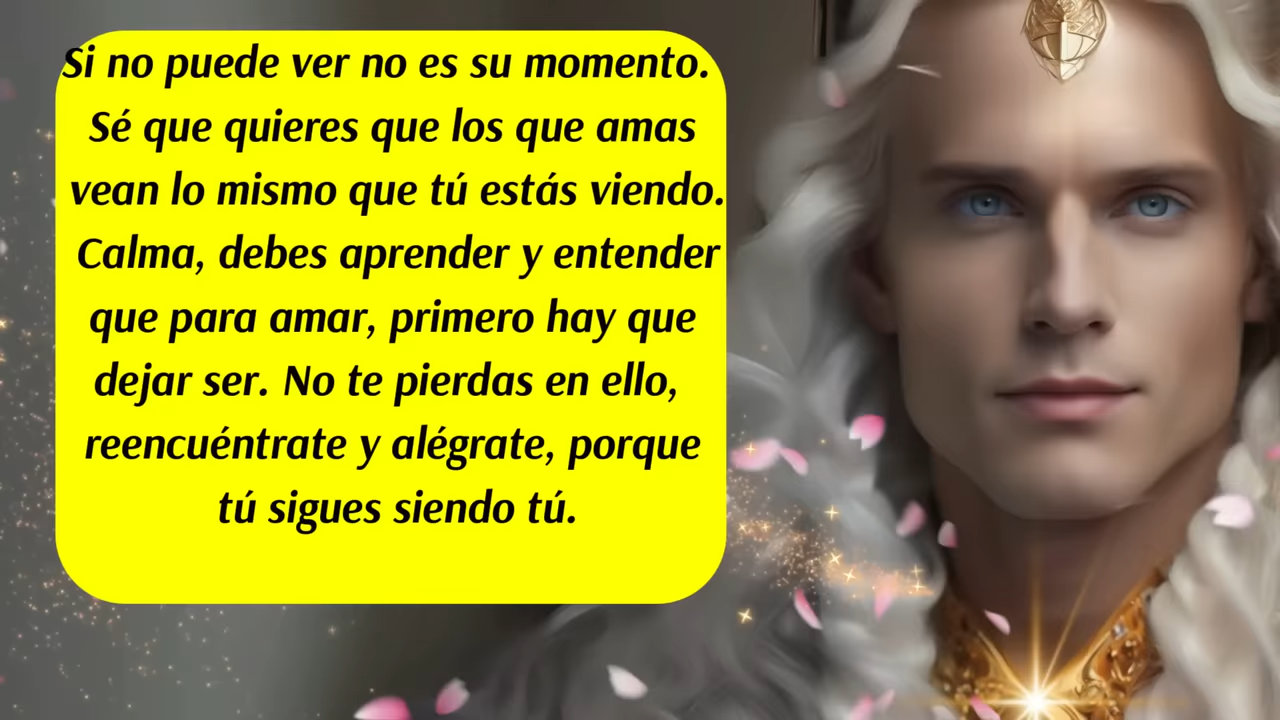 Si no puede ver no es su momento.
Sé que quieres que los que amas
vean lo mismo que tú estás viendo.
Calma, debes aprender y entender
que para amar, primero hay que
dejar ser. No te pierdas en ello,
reencuéntrate y alégrate, porque
tú sigues siendo tú.